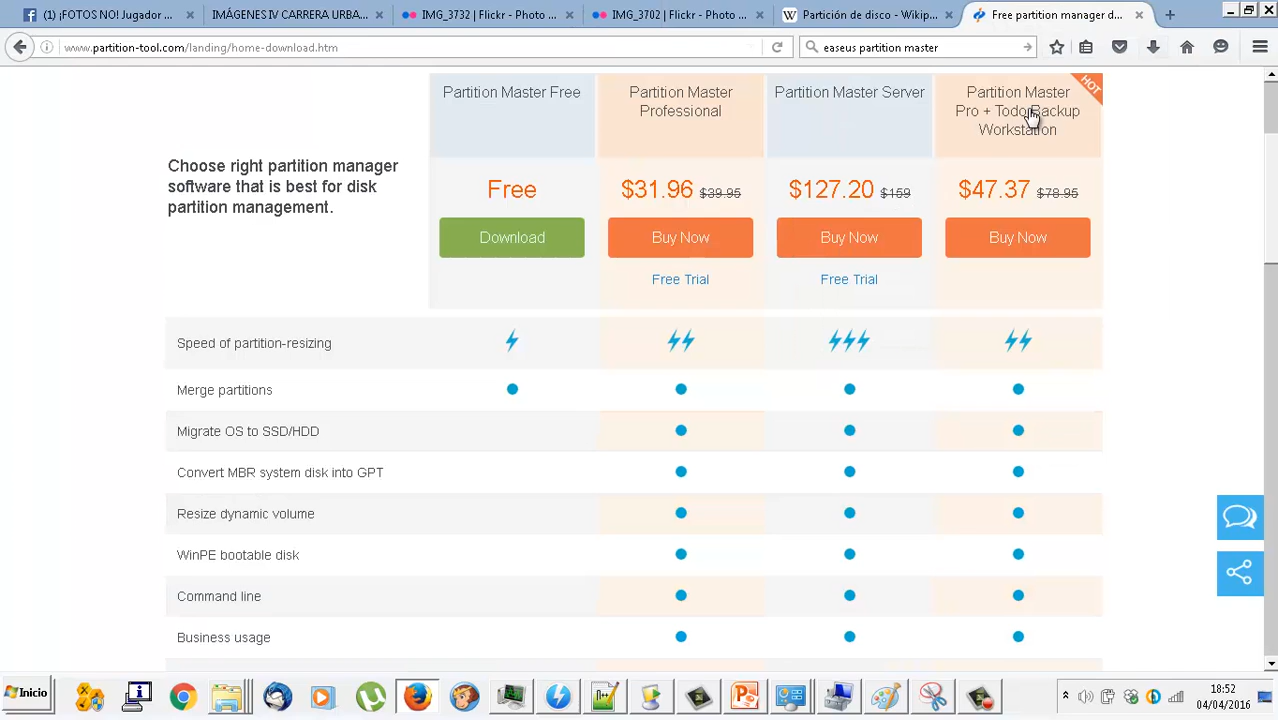 (1) ¡FOTOS NO! Jugador ...
IMÁGENES IV CARRERA URBA...
IMG_3732 | Flickr - Photo ...
IMG_3702 | Flickr - Photo ...
Partición de disco - Wikip...
Free partition manager d...
www.partition-tool.com/landing/home-download.htm
easeus partition master
Partition Master Free
Partition Master Professional
Partition Master Server
Partition Master
Pro + Todo Backup
Workstation
HOT
Choose right partition manager
software that is best for disk
partition management.
Free
$31.96 $39.95
$127.20 $159
$47.37 $78.95
Download
Buy Now
Buy Now
Buy Now
Free Trial
Free Trial
Speed of partition-resizing
Merge partitions
Migrate OS to SSD/HDD
Convert MBR system disk into GPT
Resize dynamic volume
WinPE bootable disk
Command line
Business usage
Inicio
18:52
04/04/2016